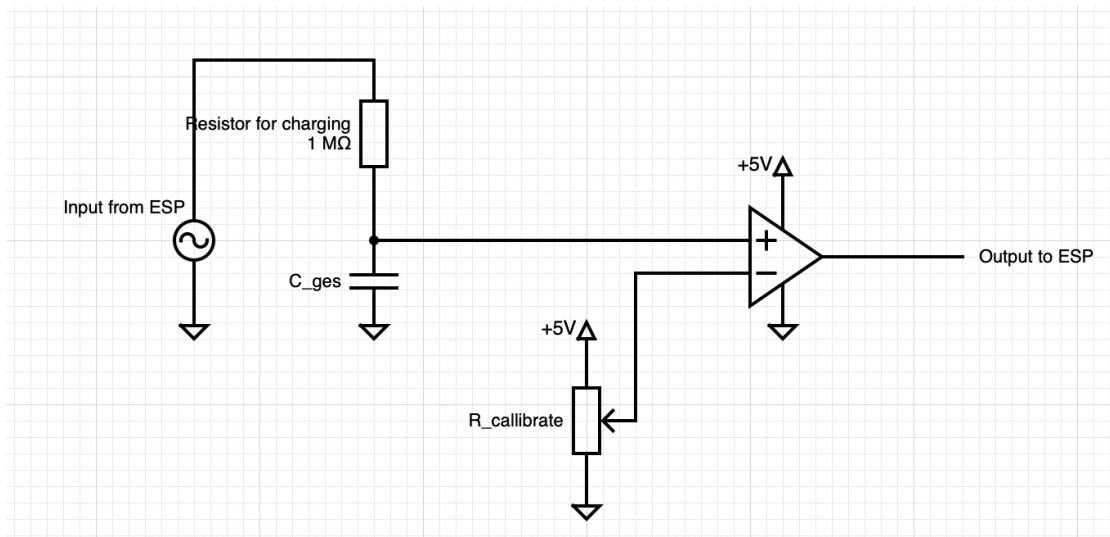 Resistor for charging
1 MΩ
+5V
Input from ESP
+
−
Output to ESP
C_ges
+5V
R_callibrate